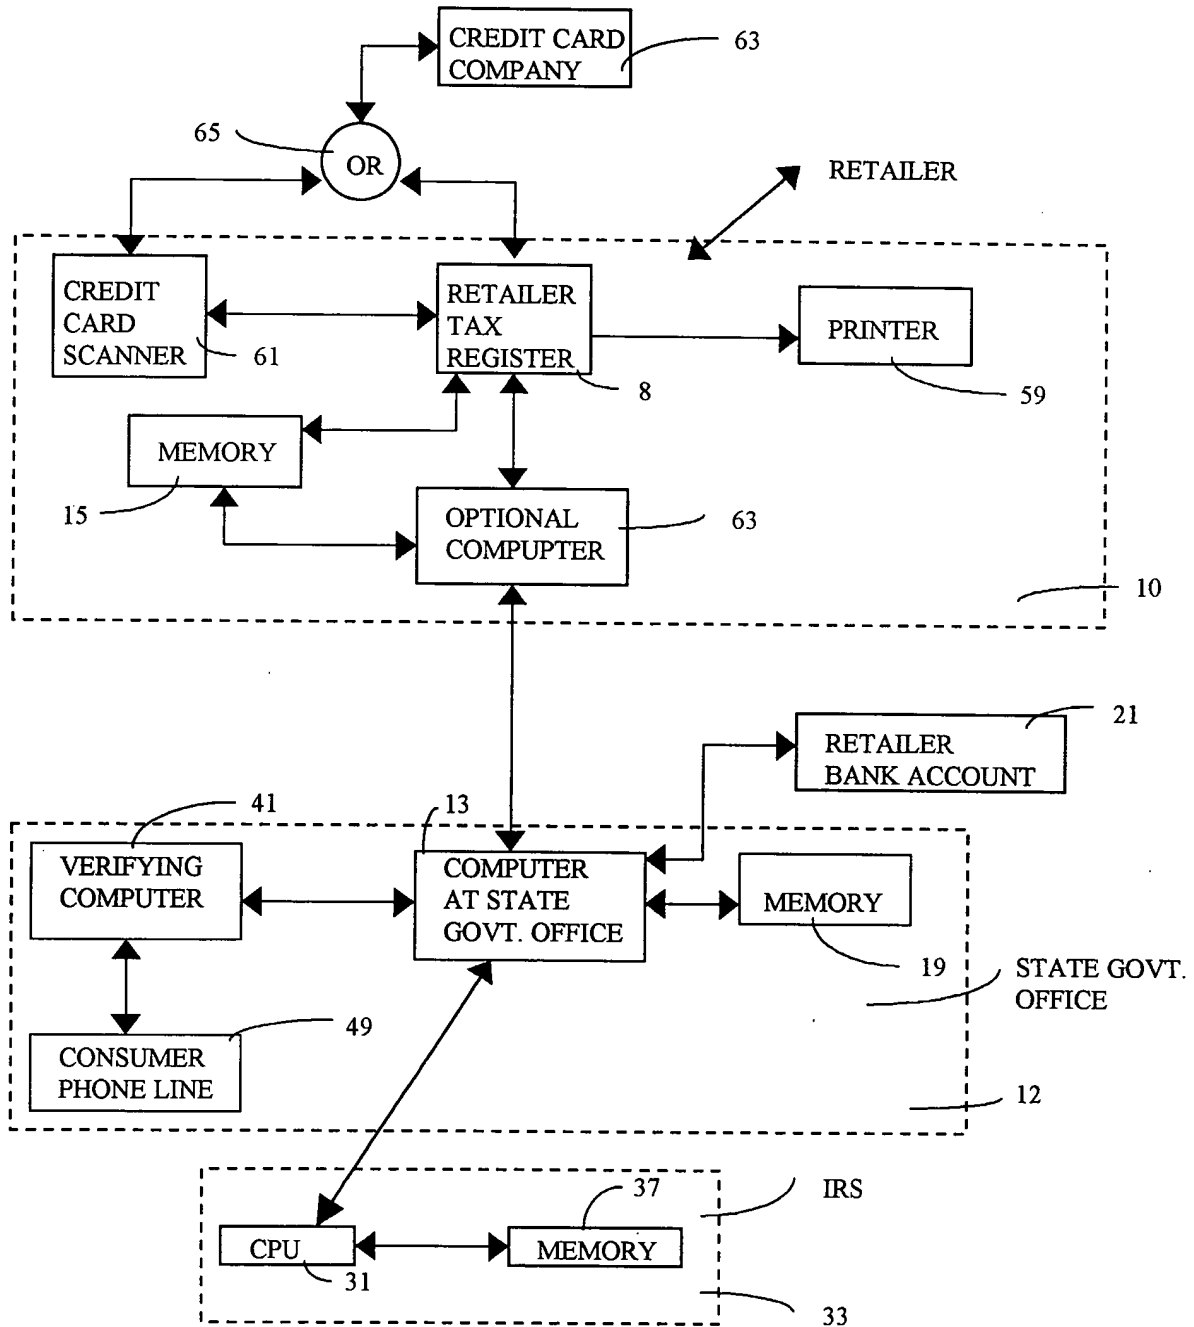 CREDIT CARD
COMPANY
63
65
OR
RETAILER
CREDIT
CARD
SCANNER
61
RETAILER
TAX
REGISTER
8
PRINTER
59
MEMORY
15
OPTIONAL
COMPUPTER
63
10
21
RETAILER
BANK ACCOUNT
41
13
VERIFYING
COMPUTER
COMPUTER
AT STATE
GOVT. OFFICE
MEMORY
19
STATE GOVT.
OFFICE
49
CONSUMER
PHONE LINE
12
37
IRS
CPU
31
MEMORY
33